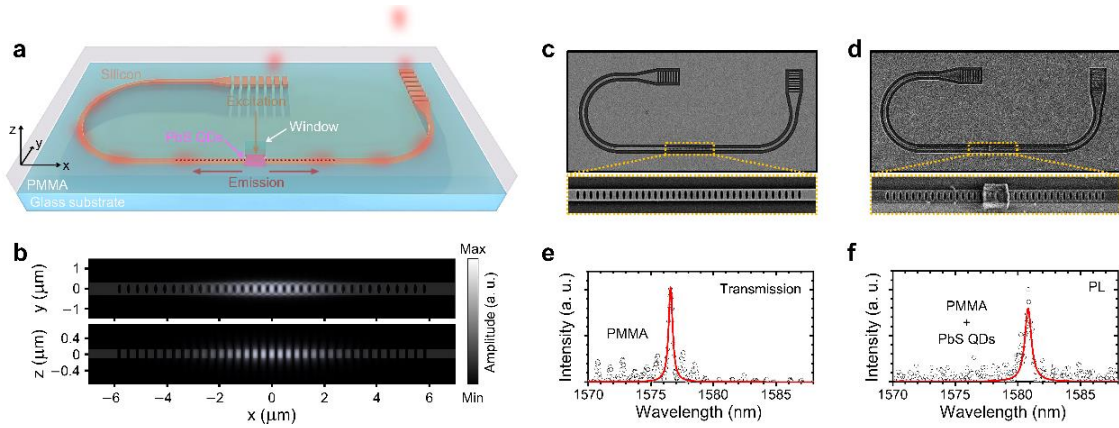 a
Silicon
Excitation
Window
PbS QDs
z
y
x
Emission
PMMA
Glass substrate
b
y (μm)
1
0
−1
z (μm)
0.4
0
−0.4
−6 −4 −2 0 2 4 6
x (μm)
Max
Amplitude (a. u.)
Min
c
d
e
Transmission
PMMA
Intensity (a. u.)
1570 1575 1580 1585
Wavelength (nm)
f
PL
PMMA
+
PbS QDs
Intensity (a. u.)
1570 1575 1580 1585
Wavelength (nm)